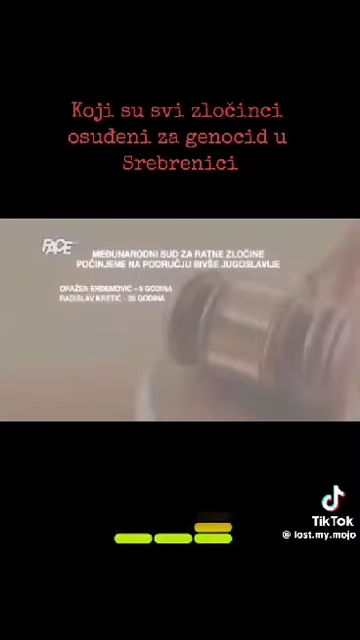 Koji su svi zločinci
osuđeni za genocid u
Srebrenici
FACE
MEĐUNARODNI SUD ZA RATNE ZLOČINE
POČINJENE NA PODRUČJU BIVŠE JUGOSLAVIJE
DRAŽEN ERDEMOVIĆ - 5 GODINA
RADISLAV KRSTIĆ - 35 GODINA
TikTok
@ lost.my.mojo